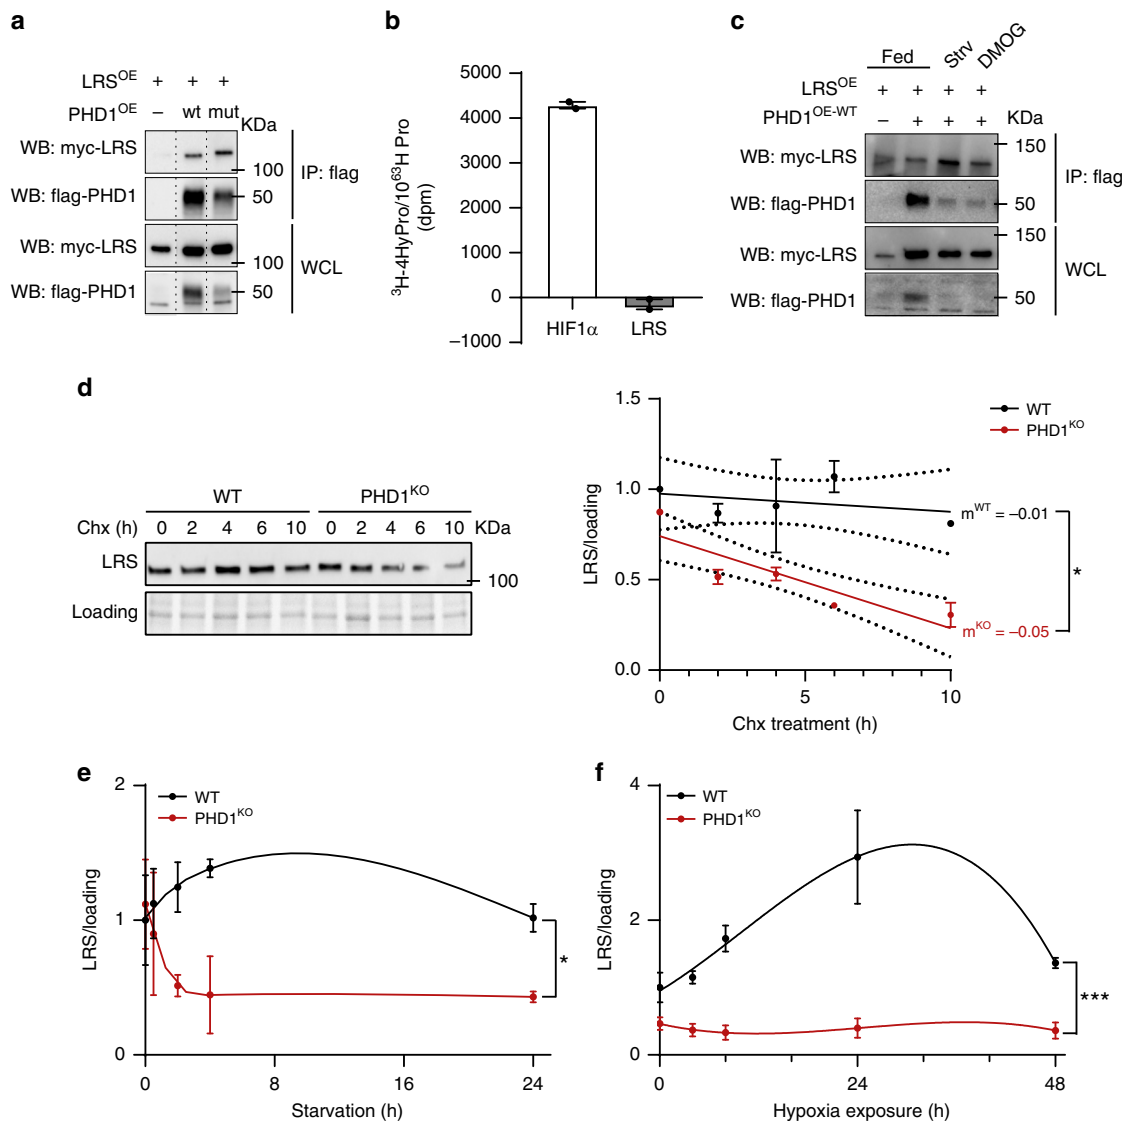 a
LRS^OE + + +
PHD1^OE – wt mut
KDa
WB: myc-LRS
100
WB: flag-PHD1
50
IP: flag
WB: myc-LRS
100
WB: flag-PHD1
50
WCL
b
5000
4000
3000
2000
4000
0
–1000
³H-4HyPro/10⁶³H Pro
(dpm)
HIF1α LRS
c
Fed Strv DMOG
LRS^OE + + + +
PHD1^OE-WT – + + +
KDa
WB: myc-LRS
150
WB: flag-PHD1
50
IP: flag
WB: myc-LRS
150
WB: flag-PHD1
50
WCL
d
WT PHD1^KO
Chx (h) 0 2 4 6 10 0 2 4 6 10 KDa
LRS
100
Loading
1.5
1.0
0.5
0.0
LRS/loading
0 5 10
Chx treatment (h)
WT
PHD1^KO
m^WT = –0.01
m^KO = –0.05
*
e
2
1
0
LRS/loading
WT
PHD1^KO
*
0 8 16 24
Starvation (h)
f
4
2
0
LRS/loading
WT
PHD1^KO
***
0 24 48
Hypoxia exposure (h)